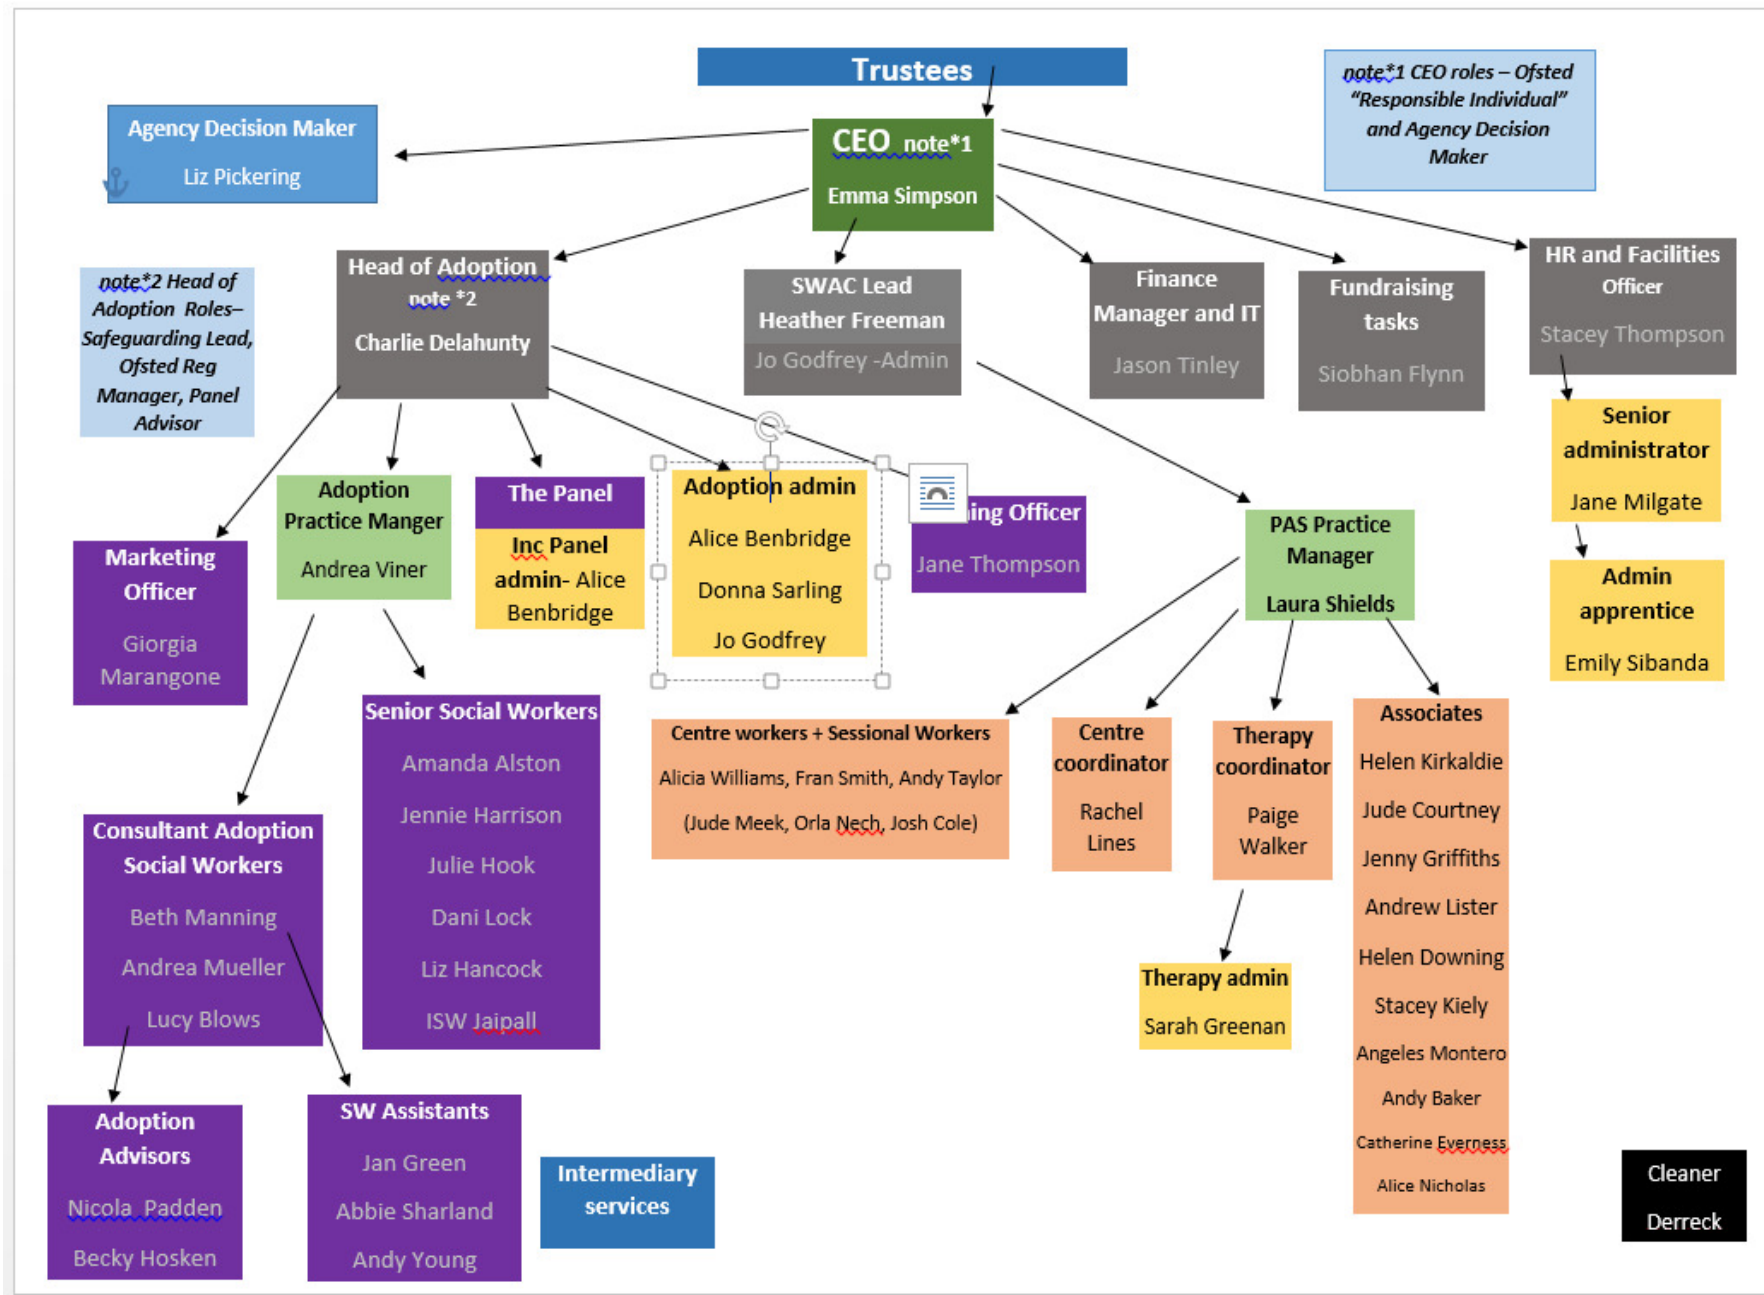 Trustees
note*1 CEO roles – Ofsted
“Responsible Individual”
and Agency Decision
Maker
Agency Decision Maker
Liz Pickering
CEO note*1
Emma Simpson
note*2 Head of
Adoption Roles–
Safeguarding Lead,
Ofsted Reg
Manager, Panel
Advisor
Head of Adoption
note *2
Charlie Delahunty
SWAC Lead
Heather Freeman
Jo Godfrey -Admin
Finance
Manager and IT
Jason Tinley
Fundraising
tasks
Siobhan Flynn
HR and Facilities
Officer
Stacey Thompson
Senior
administrator
Jane Milgate
Admin
apprentice
Emily Sibanda
Marketing
Officer
Giorgia
Marangone
Adoption
Practice Manger
Andrea Viner
The Panel
Inc Panel
admin- Alice
Benbridge
Adoption admin
Alice Benbridge
Donna Sarling
Jo Godfrey
ing Officer
Jane Thompson
PAS Practice
Manager
Laura Shields
Senior Social Workers
Amanda Alston
Jennie Harrison
Julie Hook
Dani Lock
Liz Hancock
ISW Jaipall
Consultant Adoption
Social Workers
Beth Manning
Andrea Mueller
Lucy Blows
Centre workers + Sessional Workers
Alicia Williams, Fran Smith, Andy Taylor
(Jude Meek, Orla Nech, Josh Cole)
Centre
coordinator
Rachel
Lines
Therapy
coordinator
Paige
Walker
Associates
Helen Kirkaldie
Jude Courtney
Jenny Griffiths
Andrew Lister
Helen Downing
Stacey Kiely
Angeles Montero
Andy Baker
Catherine Everness
Alice Nicholas
Therapy admin
Sarah Greenan
Adoption
Advisors
Nicola Padden
Becky Hosken
SW Assistants
Jan Green
Abbie Sharland
Andy Young
Intermediary
services
Cleaner
Derreck